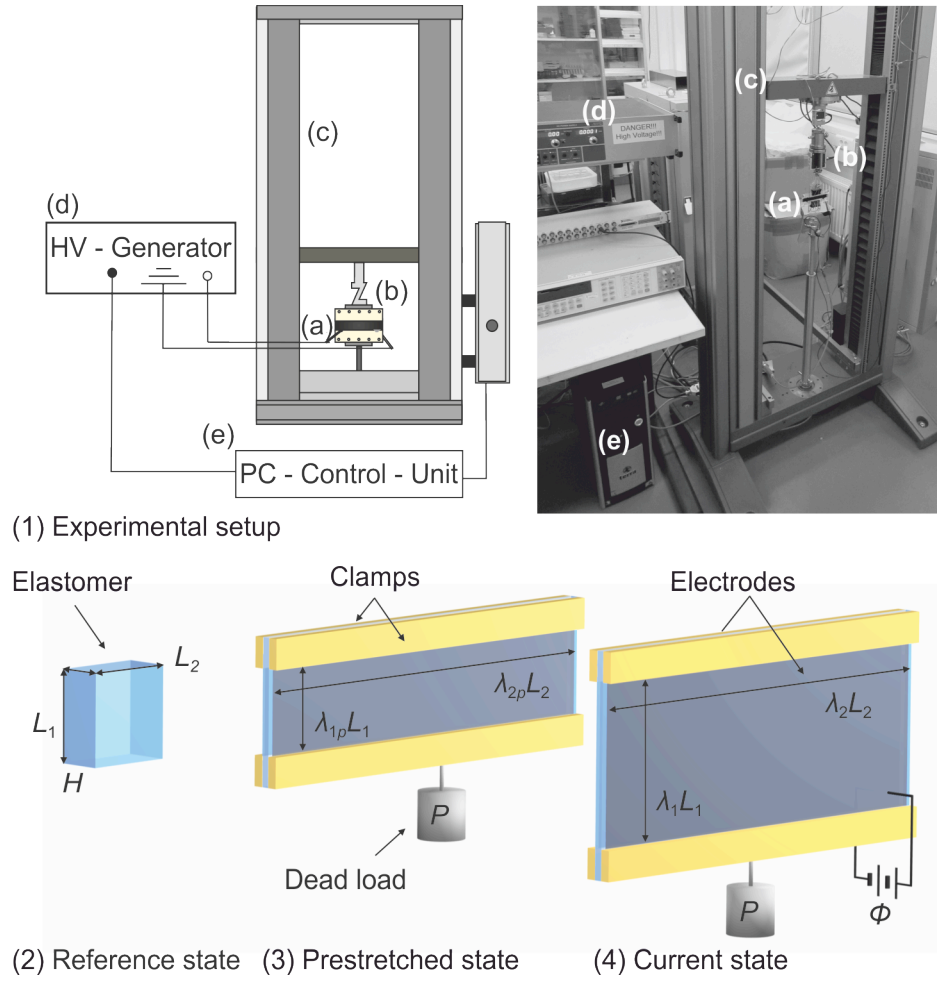 (c)
(d)
HV - Generator
(b)
(a)
(e)
PC - Control - Unit
(c)
(d)
DANGER!!!
High Voltage!!!
(b)
(a)
(e)
(1) Experimental setup
Elastomer
L₂
L₁
H
Clamps
λ₂ₚL₂
λ₁ₚL₁
P
Dead load
Electrodes
λ₂L₂
λ₁L₁
P
Φ
(2) Reference state
(3) Prestretched state
(4) Current state